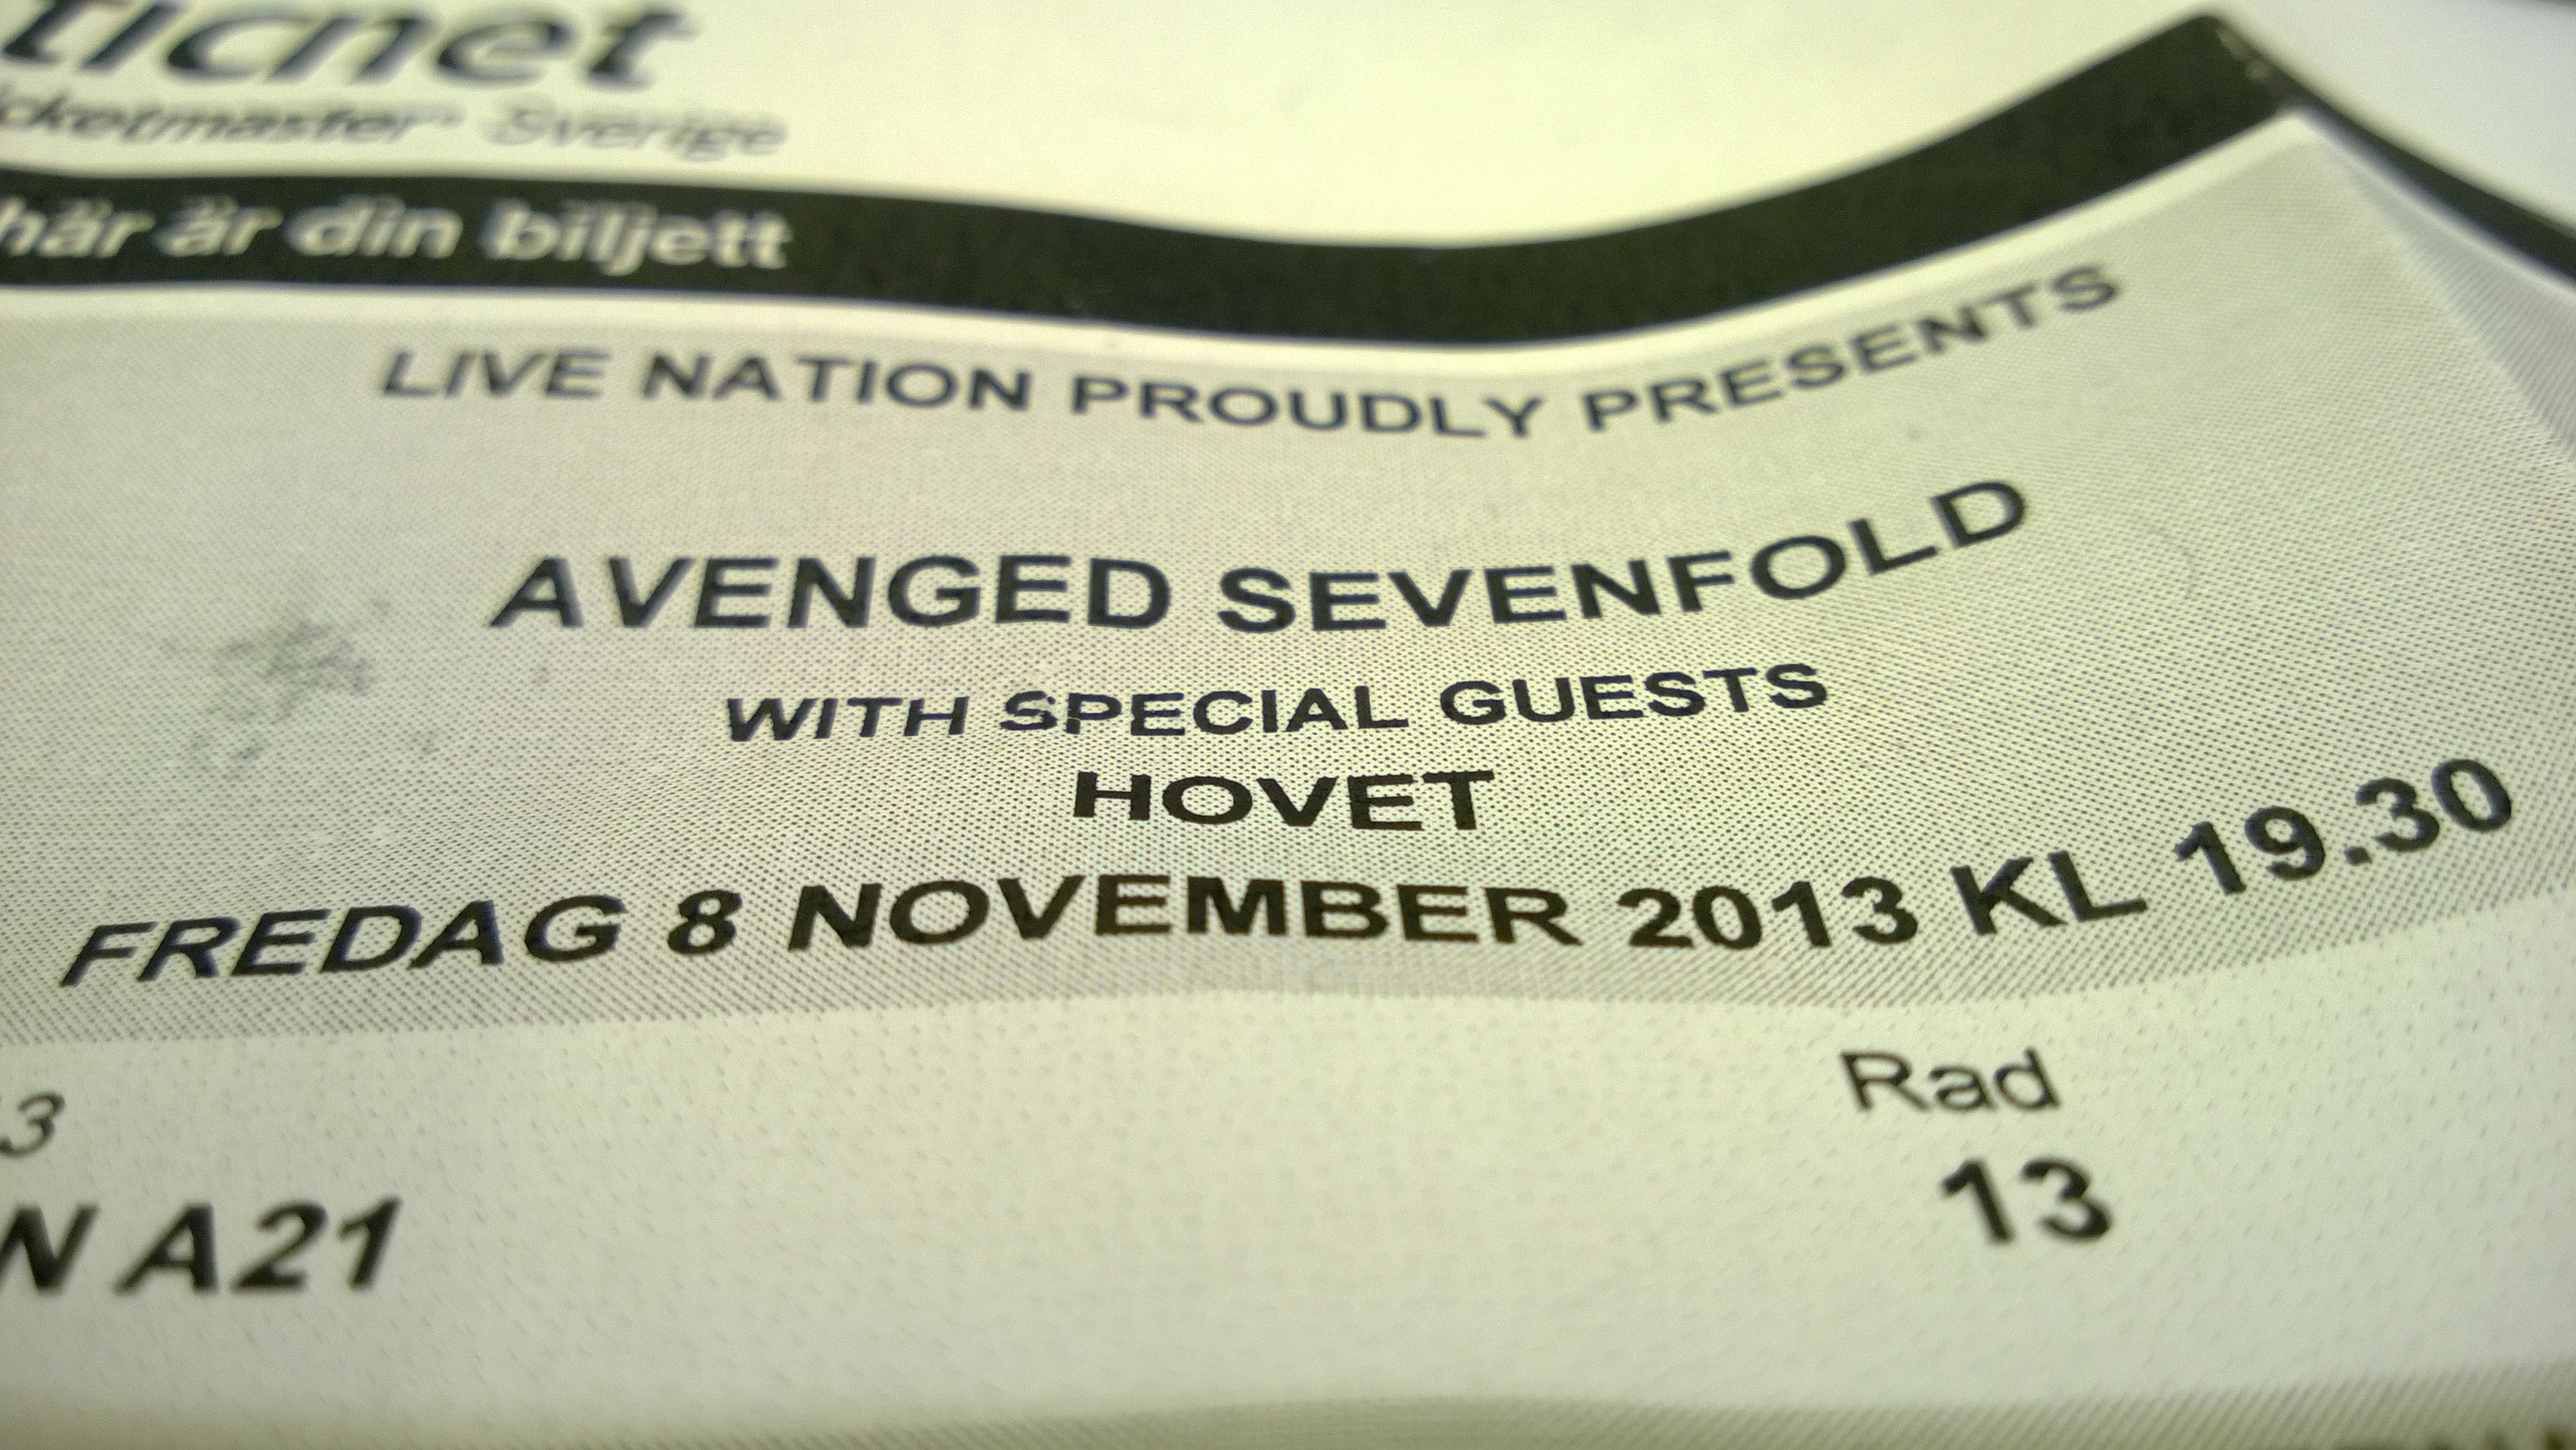 ticnet
icketmaster Sverige
här är din biljett
LIVE NATION PROUDLY PRESENTS
AVENGED SEVENFOLD
WITH SPECIAL GUESTS
HOVET
FREDAG 8 NOVEMBER 2013 KL 19.30
3 Rad
N A21 13